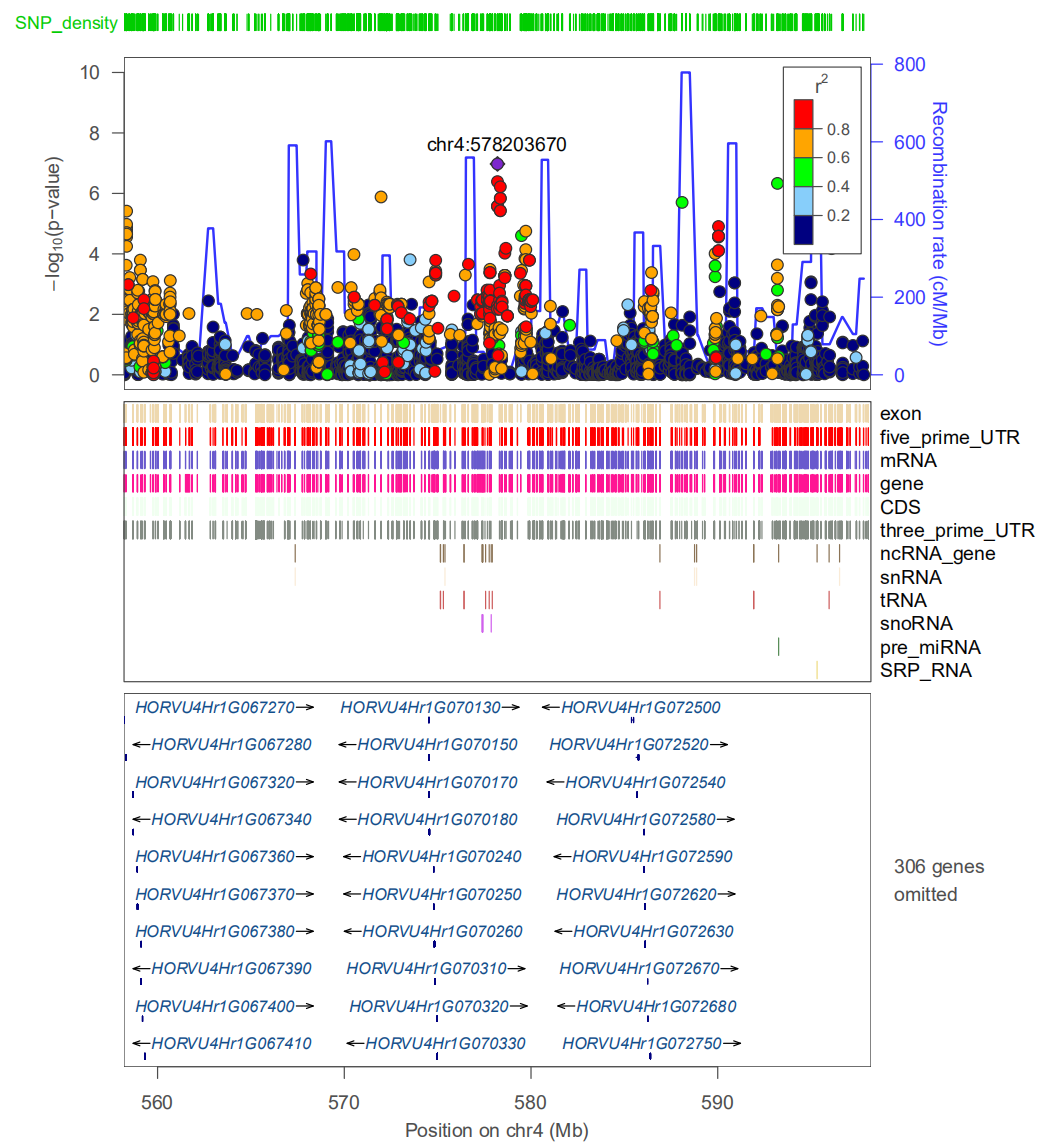 SNP_density
10
8
6
4
2
0
−log10(p−value)
chr4:578203670
r2
0.8
0.6
0.4
0.2
800
600
400
200
0
Recombination rate (cM/Mb)
exon
five_prime_UTR
mRNA
gene
CDS
three_prime_UTR
ncRNA_gene
snRNA
tRNA
snoRNA
pre_miRNA
SRP_RNA
HORVU4Hr1G067270→ HORVU4Hr1G070130→ ←HORVU4Hr1G072500
←HORVU4Hr1G067280 ←HORVU4Hr1G070150 HORVU4Hr1G072520→
HORVU4Hr1G067320→ ←HORVU4Hr1G070170 ←HORVU4Hr1G072540
←HORVU4Hr1G067340 ←HORVU4Hr1G070180 HORVU4Hr1G072580→
HORVU4Hr1G067360→ ←HORVU4Hr1G070240 ←HORVU4Hr1G072590
HORVU4Hr1G067370→ ←HORVU4Hr1G070250 HORVU4Hr1G072620→
HORVU4Hr1G067380→ ←HORVU4Hr1G070260 ←HORVU4Hr1G072630
←HORVU4Hr1G067390 HORVU4Hr1G070310→ HORVU4Hr1G072670→
HORVU4Hr1G067400→ HORVU4Hr1G070320→ ←HORVU4Hr1G072680
←HORVU4Hr1G067410 ←HORVU4Hr1G070330 HORVU4Hr1G072750→
306 genes
omitted
560 570 580 590
Position on chr4 (Mb)